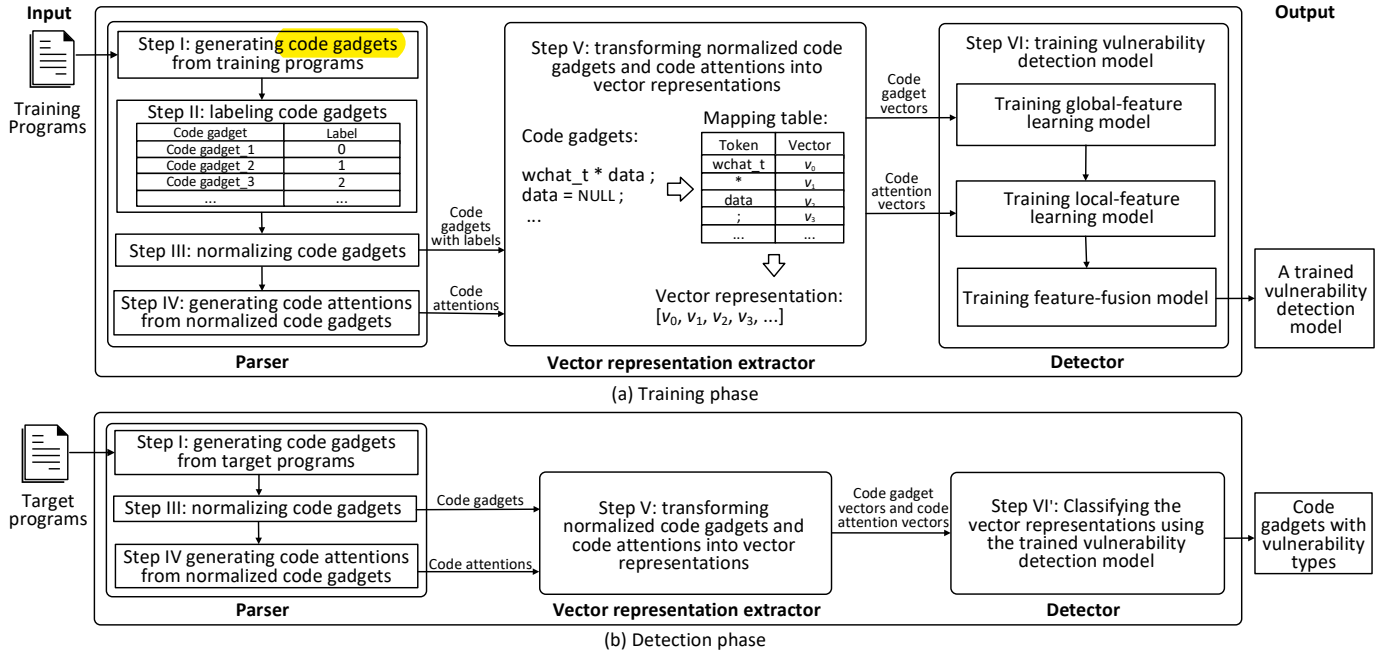 Input
Output
Training
Programs
Step I: generating code gadgets
from training programs
Step II: labeling code gadgets
Code gadget Label
Code gadget_1 0
Code gadget_2 1
Code gadget_3 2
... ...
Step III: normalizing code gadgets
Step IV: generating code attentions
from normalized code gadgets
Parser
Code
gadgets
with labels
Code
attentions
Step V: transforming normalized code
gadgets and code attentions into
vector representations
Code gadgets:
wchat_t * data ;
data = NULL ;
...
Mapping table:
Token Vector
wchat_t v0
* v1
data v2
; v3
... ...
Vector representation:
[v0, v1, v2, v3, ...]
Vector representation extractor
Code
gadget
vectors
Code
attention
vectors
Step VI: training vulnerability
detection model
Training global-feature
learning model
Training local-feature
learning model
Training feature-fusion model
Detector
A trained
vulnerability
detection
model
(a) Training phase
Target
programs
Step I: generating code gadgets
from target programs
Step III: normalizing code gadgets
Step IV generating code attentions
from normalized code gadgets
Parser
Code gadgets
Code attentions
Step V: transforming
normalized code gadgets and
code attentions into vector
representations
Vector representation extractor
Code gadget
vectors and code
attention vectors
Step VI': Classifying the
vector representations using
the trained vulnerability
detection model
Detector
Code
gadgets with
vulnerability
types
(b) Detection phase